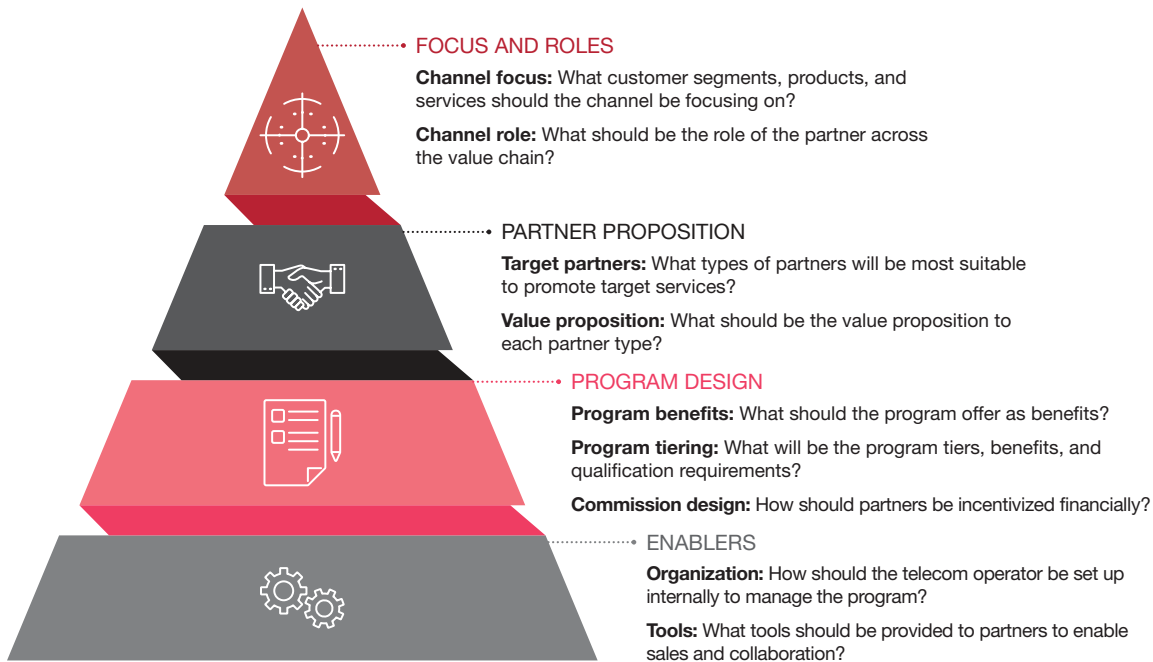 FOCUS AND ROLES
Channel focus: What customer segments, products, and
services should the channel be focusing on?
Channel role: What should be the role of the partner across
the value chain?
PARTNER PROPOSITION
Target partners: What types of partners will be most suitable
to promote target services?
Value proposition: What should be the value proposition to
each partner type?
PROGRAM DESIGN
Program benefits: What should the program offer as benefits?
Program tiering: What will be the program tiers, benefits, and
qualification requirements?
Commission design: How should partners be incentivized financially?
ENABLERS
Organization: How should the telecom operator be set up
internally to manage the program?
Tools: What tools should be provided to partners to enable
sales and collaboration?